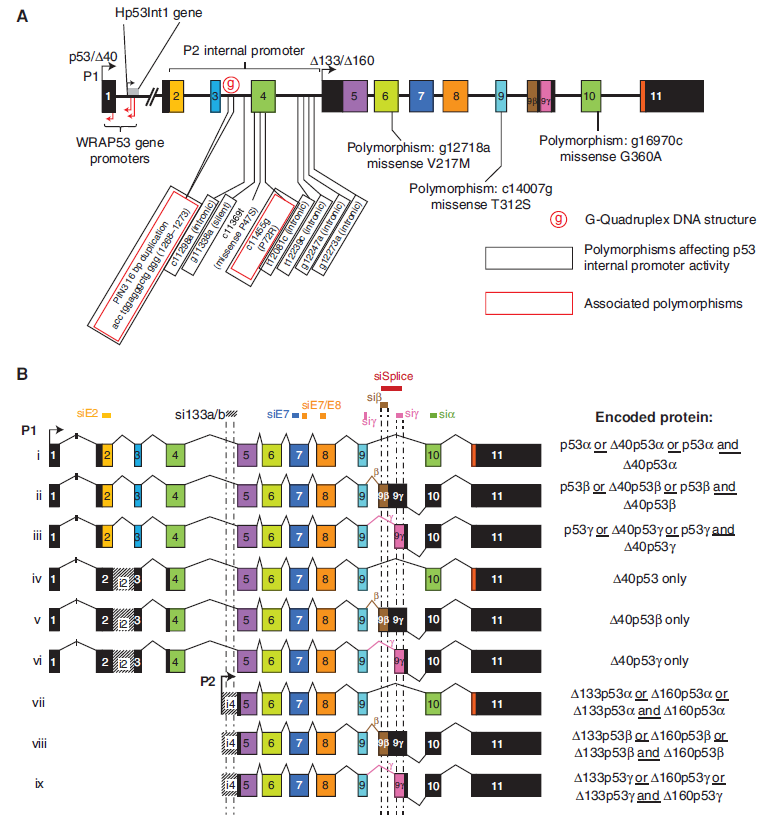 A
Hp53Int1 gene
p53/Δ40
P1
P2 internal promoter
Δ133/Δ160
g
1
2
3
4
5
6
7
8
9
9β
9γ
10
11
WRAP53 gene
promoters
Polymorphism: g12718a
missense V217M
Polymorphism: c14007g
missense T312S
Polymorphism: g16970c
missense G360A
PIN3 16 bp duplication
acc tggagggctg ggg (1268–1273)
c11298a (intronic)
g11338a (silent)
c11369t
(missense P47S)
c11455g
(P72R)
t12081c (intronic)
t12239c (intronic)
g12247a (intronic)
g12273a (intronic)
g
G-Quadruplex DNA structure
Polymorphisms affecting p53
internal promoter activity
Associated polymorphisms
B
siSplice
siE2
si133a/b
siE7
siE7/E8
siβ
siγ
siγ
siα
Encoded protein:
P1
i
1
2
3
4
5
6
7
8
9
10
11
p53α or Δ40p53α or p53α and
Δ40p53α
ii
1
2
3
4
5
6
7
8
9
β
9β
9γ
10
11
p53β or Δ40p53β or p53β and
Δ40p53β
iii
1
2
3
4
5
6
7
8
9
γ
9γ
10
11
p53γ or Δ40p53γ or p53γ and
Δ40p53γ
iv
1
2
i2
3
4
5
6
7
8
9
10
11
Δ40p53 only
v
1
2
i2
3
4
5
6
7
8
9
β
9β
9γ
10
11
Δ40p53β only
vi
1
2
i2
3
4
5
6
7
8
9
γ
9γ
10
11
Δ40p53γ only
P2
vii
i4
5
6
7
8
9
10
11
Δ133p53α or Δ160p53α or
Δ133p53α and Δ160p53α
viii
i4
5
6
7
8
9
β
9β
9γ
10
11
Δ133p53β or Δ160p53β or
Δ133p53β and Δ160p53β
ix
i4
5
6
7
8
9
γ
9γ
10
11
Δ133p53γ or Δ160p53γ or
Δ133p53γ and Δ160p53γ